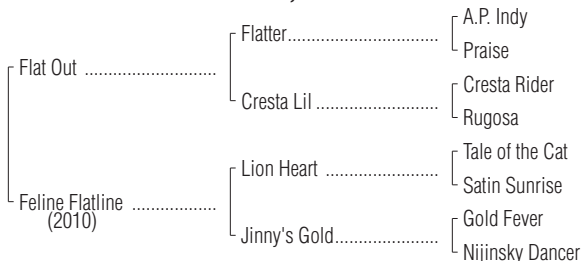 A.P. Indy
Flatter
Praise
Flat Out
Cresta Rider
Cresta Lil
Rugosa
Tale of the Cat
Lion Heart
Satin Sunrise
Feline Flatline
(2010)
Gold Fever
Jinny's Gold
Nijinsky Dancer